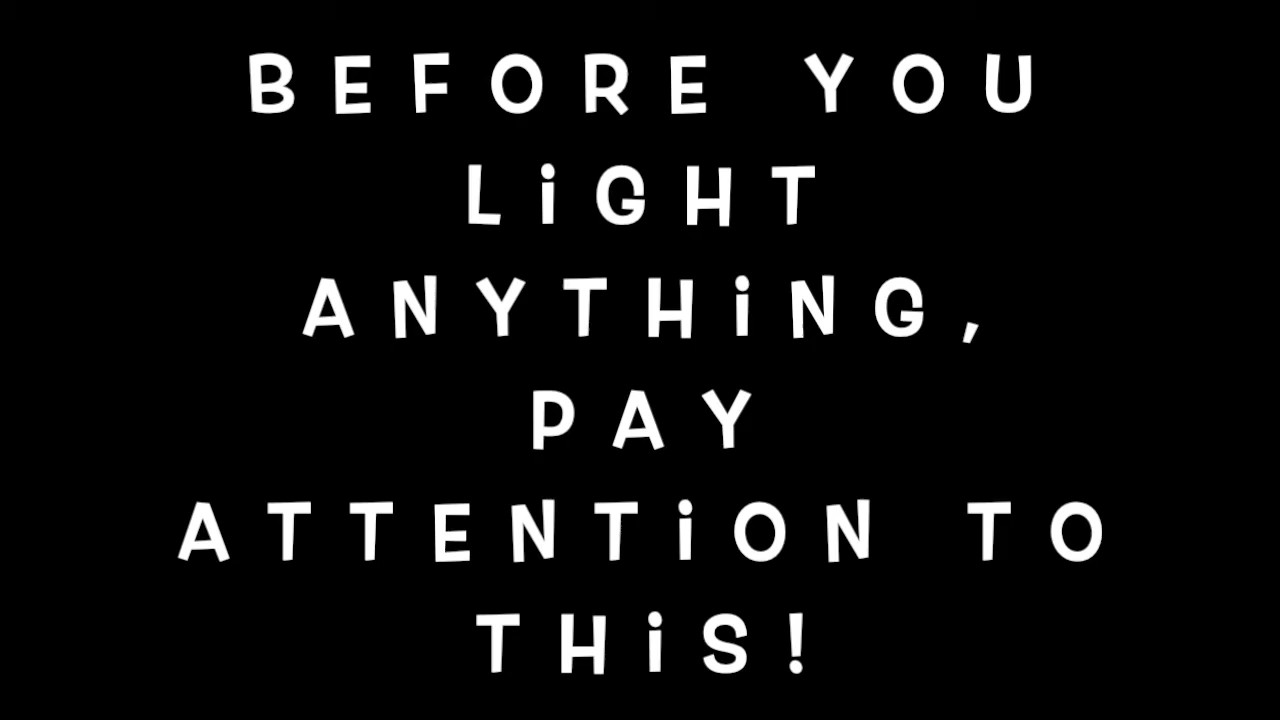 BEFORE YOU
LiGHT
ANYTHiNG,
PAY
ATTENTiON TO
THiS!